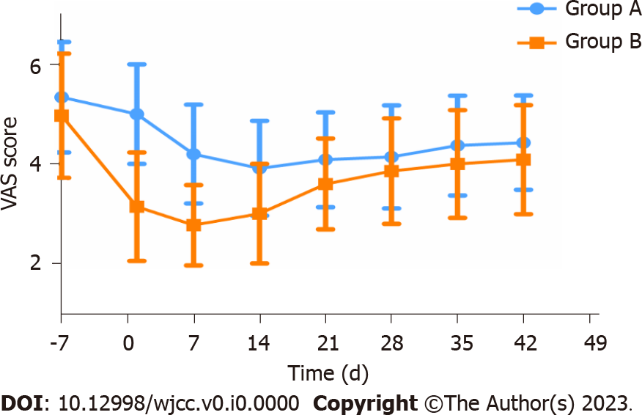 Group A
Group B
6
4
2
VAS score
-7 0 7 14 21 28 35 42 49
Time (d)
DOI: 10.12998/wjcc.v0.i0.0000 Copyright ©The Author(s) 2023.